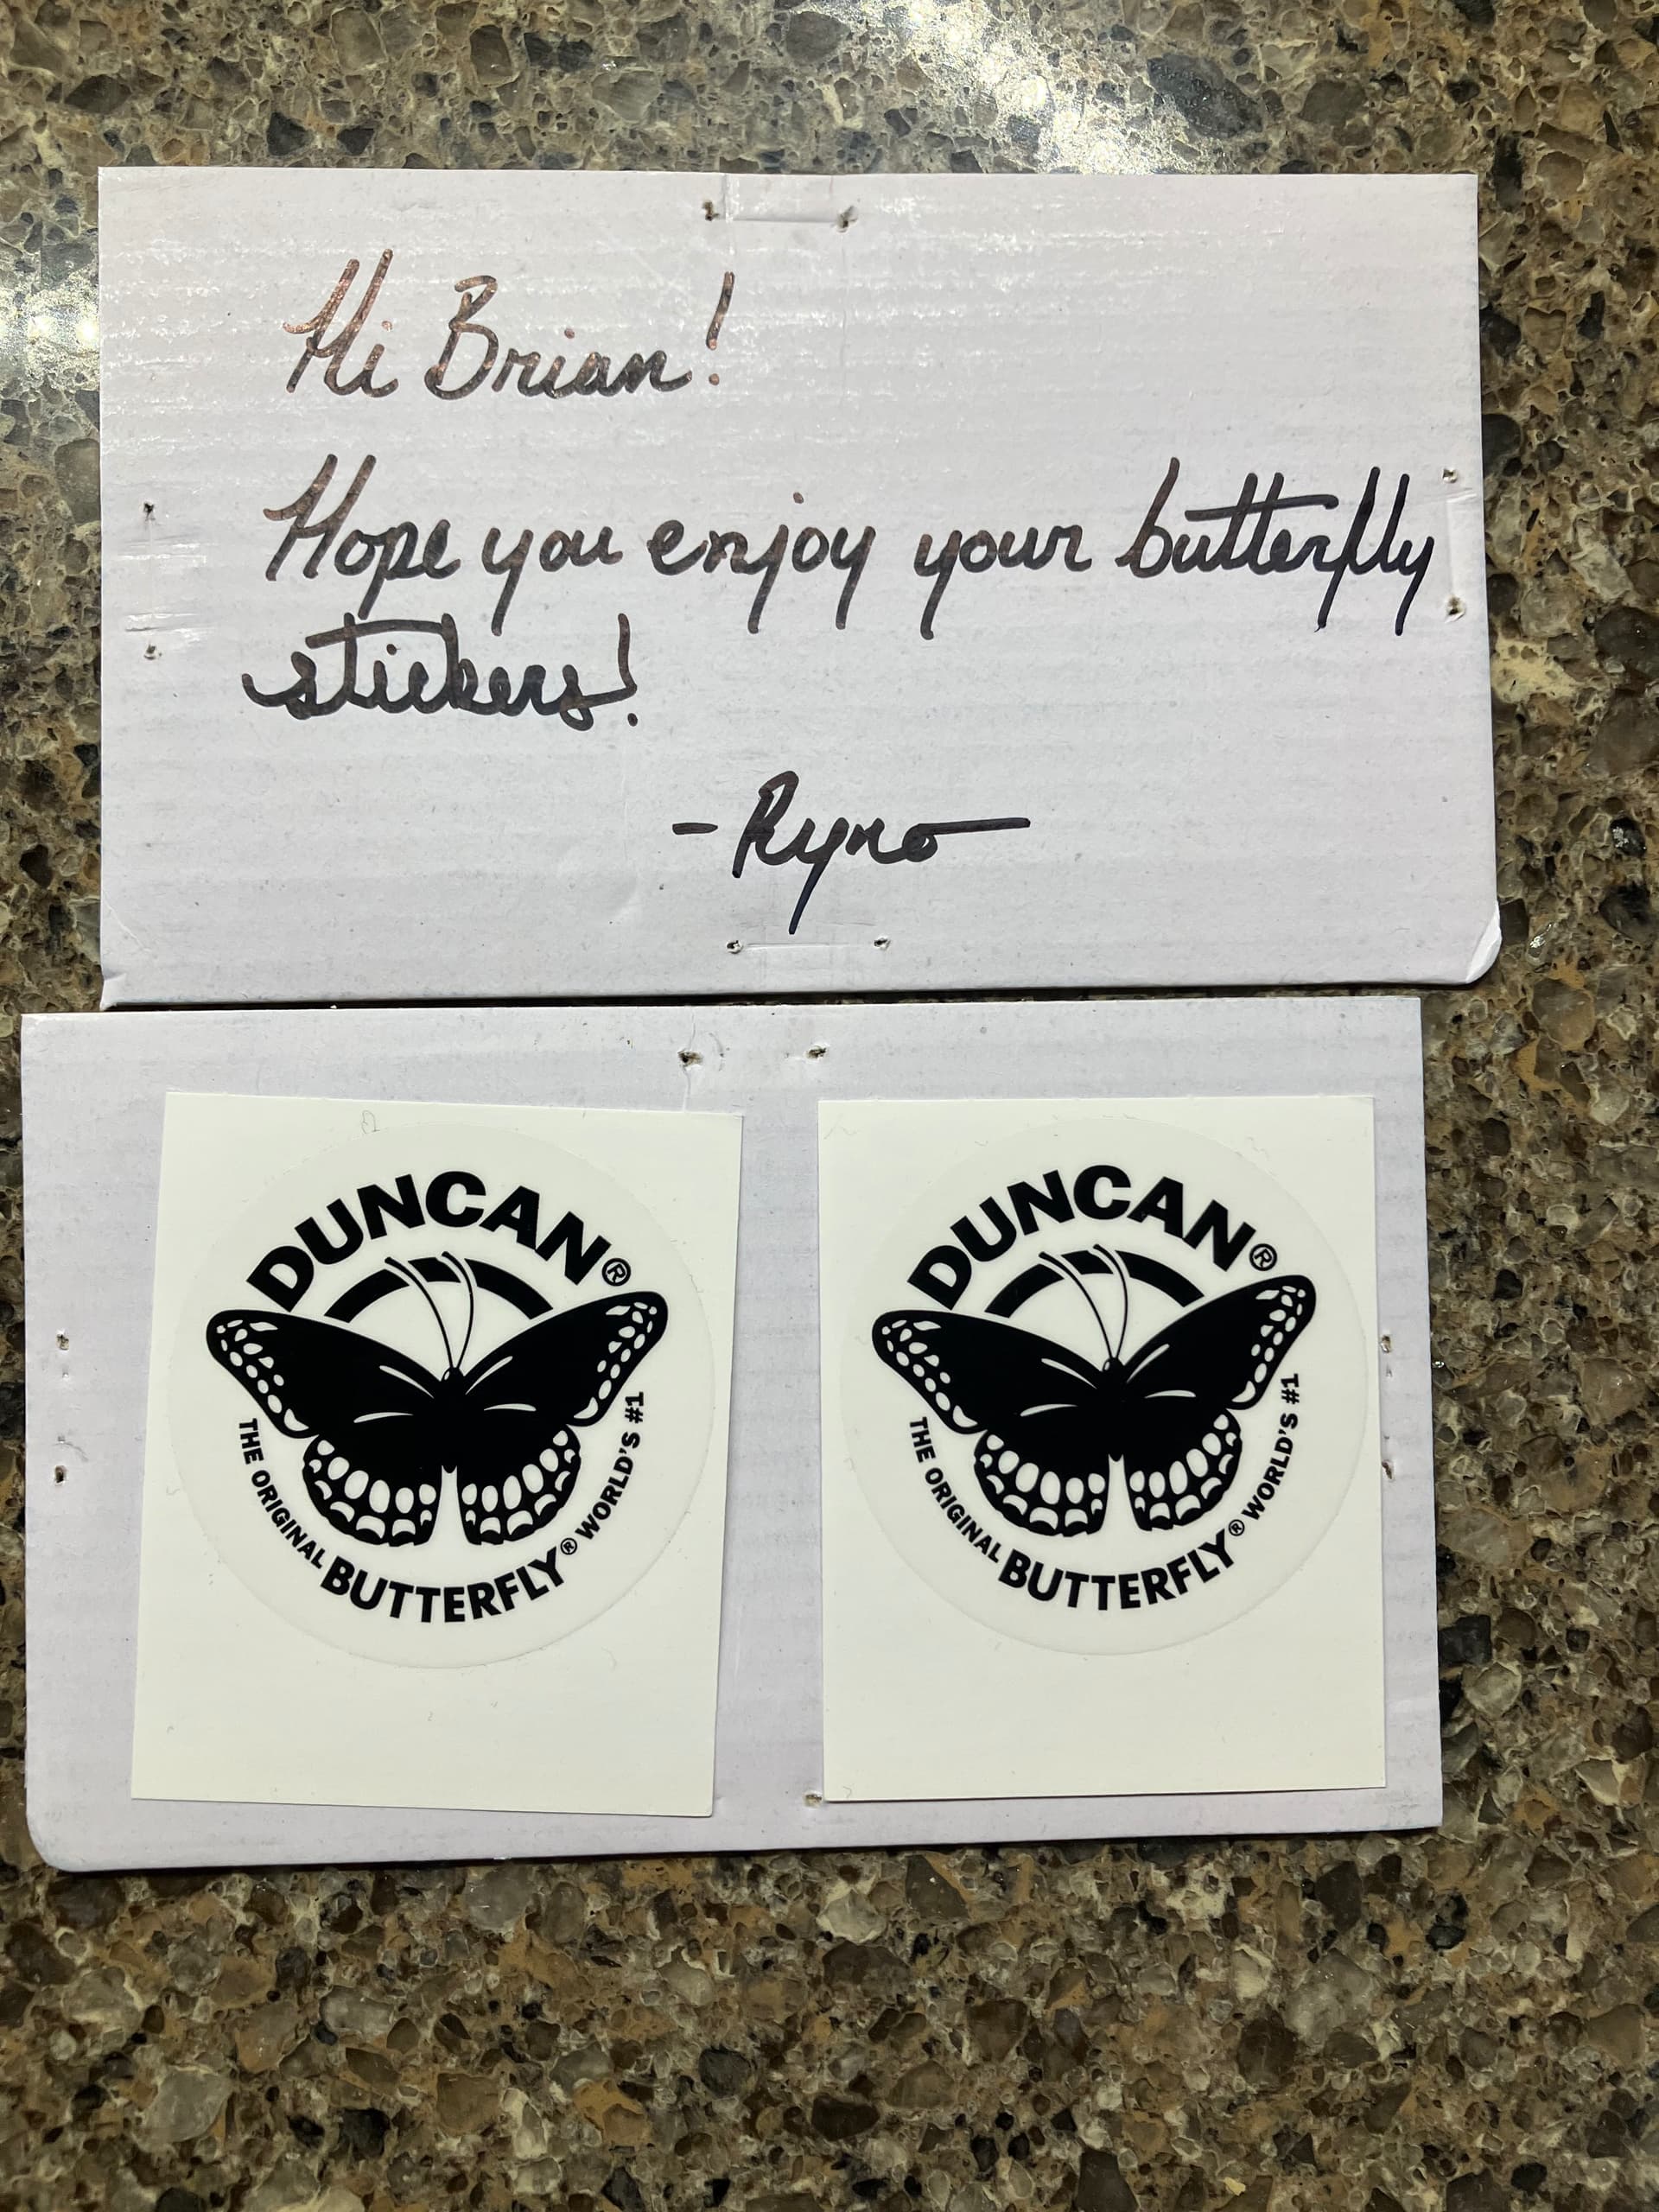 Hi Brian!
Hope you enjoy your butterfly
stickers!
-Ryno
DUNCAN®
THE ORIGINAL BUTTERFLY® WORLD'S #1
DUNCAN®
THE ORIGINAL BUTTERFLY® WORLD'S #1